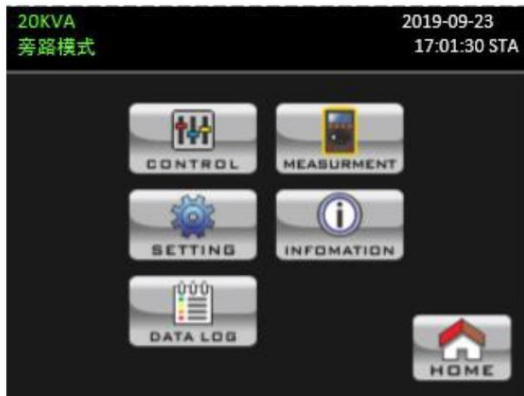 20KVA
2019-09-23
旁路模式
17:01:30 STA
CONTROL
MEASURMENT
SETTING
INFOMATION
DATA LOG
HOME